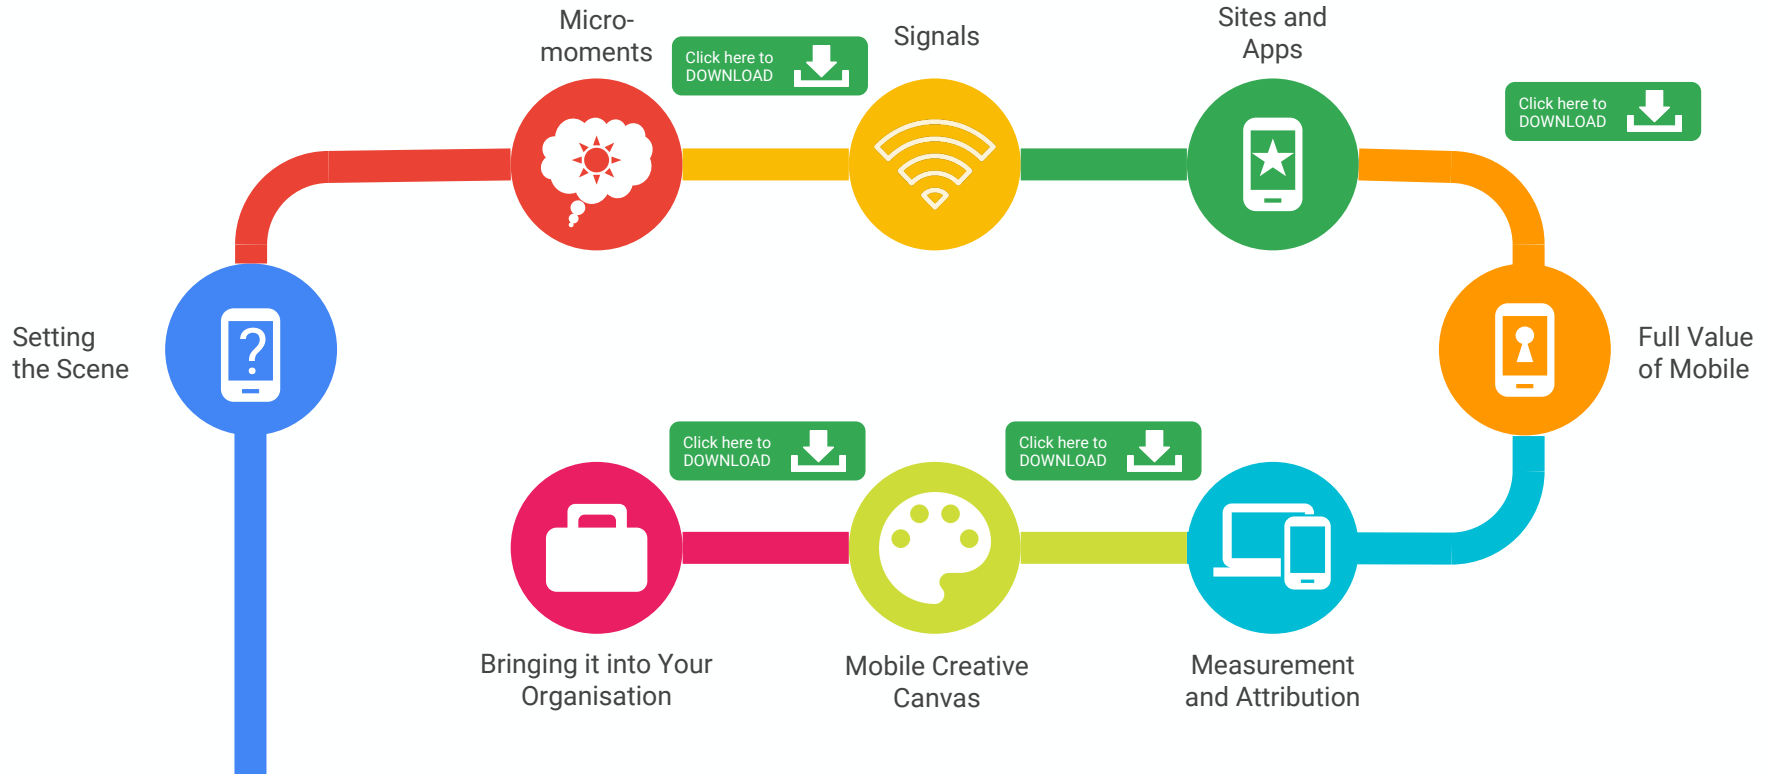 Micro-
moments
Click here to
DOWNLOAD
Signals
Sites and
Apps
Click here to
DOWNLOAD
Setting
the Scene
?
Full Value
of Mobile
Click here to
DOWNLOAD
Click here to
DOWNLOAD
Bringing it into Your
Organisation
Mobile Creative
Canvas
Measurement
and Attribution